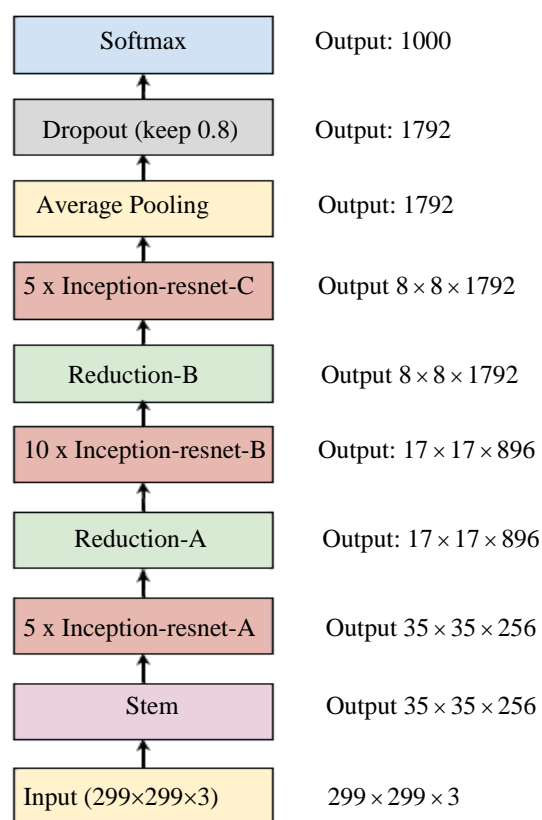 Softmax Output: 1000
Dropout (keep 0.8) Output: 1792
Average Pooling Output: 1792
5 x Inception-resnet-C Output 8 × 8 × 1792
Reduction-B Output 8 × 8 × 1792
10 x Inception-resnet-B Output: 17 × 17 × 896
Reduction-A Output: 17 × 17 × 896
5 x Inception-resnet-A Output 35 × 35 × 256
Stem Output 35 × 35 × 256
Input (299×299×3) 299 × 299 × 3